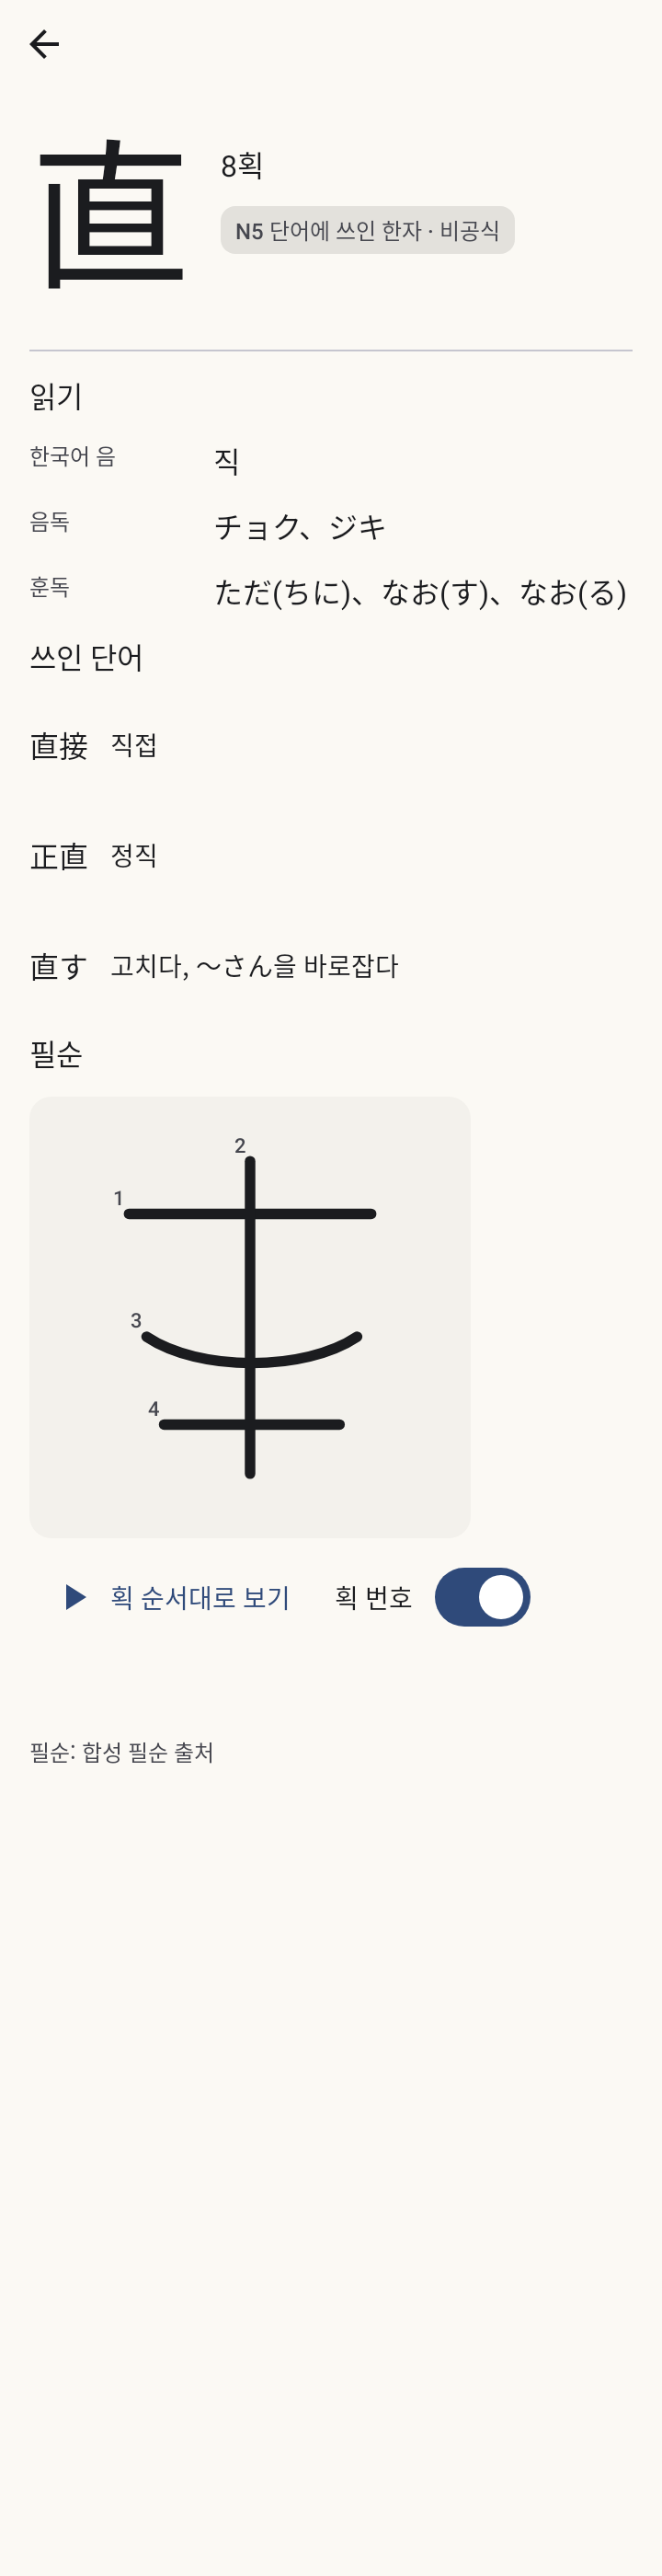 直
8획
N5 단어에 쓰인 한자 · 비공식
읽기
한국어 음 직
음독 チョク、ジキ
훈독 ただ(ちに)、なお(す)、なお(る)
쓰인 단어
直接 직접
正直 정직
直す 고치다, ～さん을 바로잡다
필순
2
1
3
4
획 순서대로 보기 획 번호
필순: 합성 필순 출처